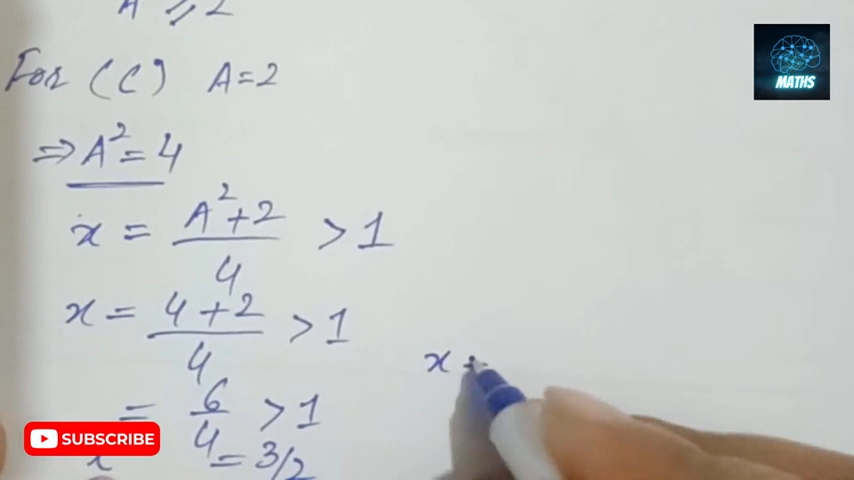 A ≥ 2
For (C) A=2
⇒ A² = 4
x = A²+2 / 4 > 1
x = 4+2 / 4 > 1
x = 6/4 > 1
= 3/2
x =
MATHS
SUBSCRIBE